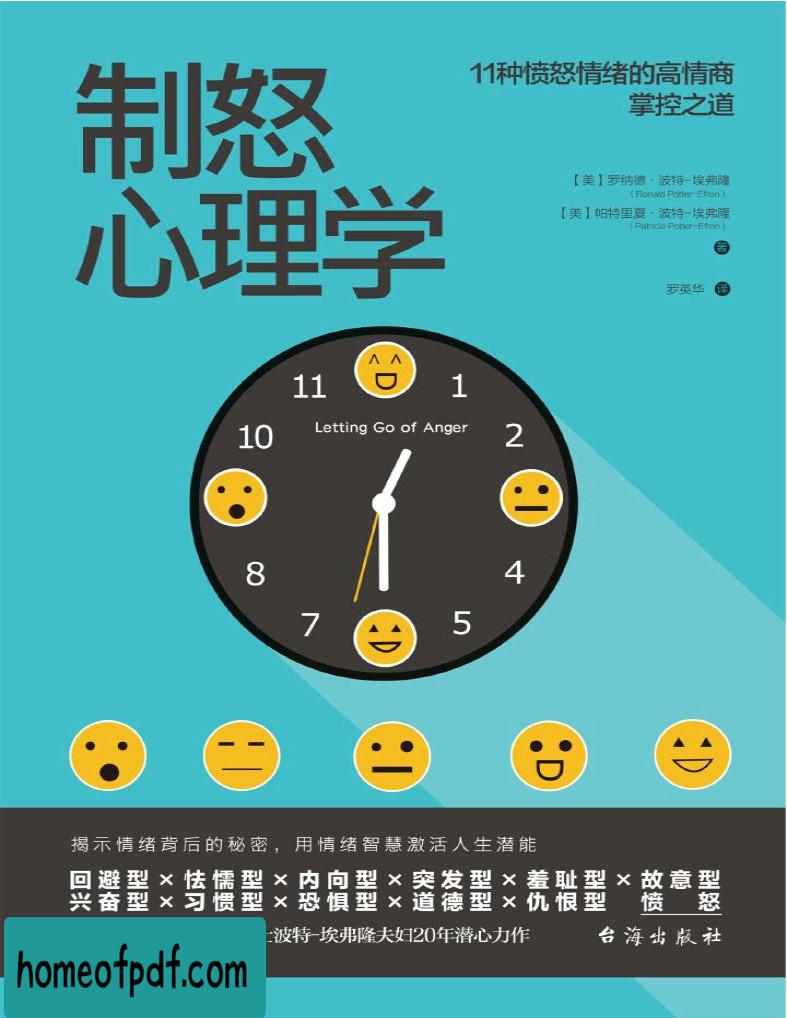 制怒
心理学
11种愤怒情绪的高情商
掌控之道
【美】罗纳德·波特-埃弗隆
(Ronald Potter-Efron)
【美】帕特里夏·波特-埃弗隆
(Patricia Potter-Efron)
著
罗英华 译
11 1
Letting Go of Anger
10 2
8 4
7 5
揭示情绪背后的秘密，用情绪智慧激活人生潜能
回避型×怯懦型×内向型×突发型×羞耻型×故意型
兴奋型×习惯型×恐惧型×道德型×仇恨型 愤怒
波特-埃弗隆夫妇20年潜心力作 台海出版社
homeofpdf.com